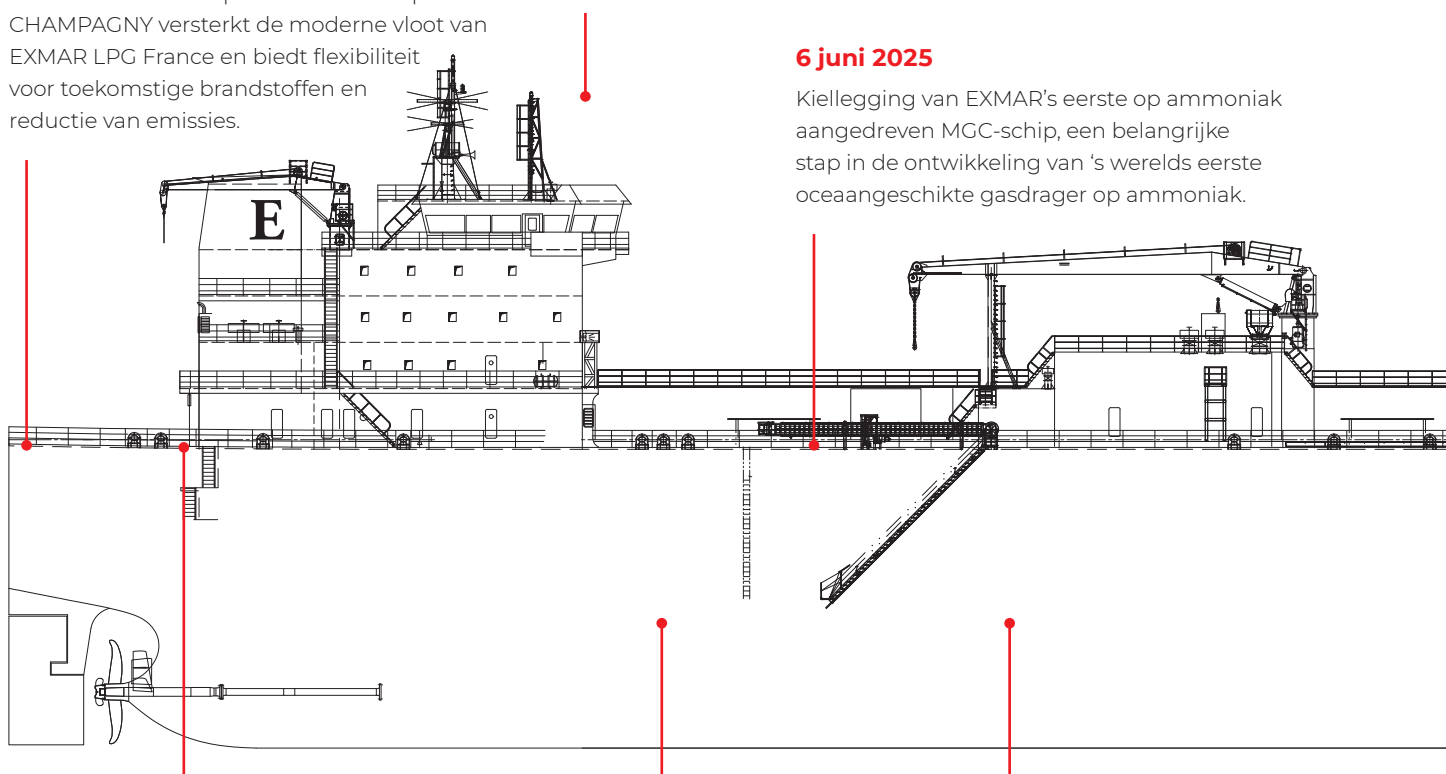 CHAMPAGNY versterkt de moderne vloot van
EXMAR LPG France en biedt flexibiliteit
voor toekomstige brandstoffen en
reductie van emissies.
6 juni 2025
Kiellegging van EXMAR’s eerste op ammoniak
aangedreven MGC-schip, een belangrijke
stap in de ontwikkeling van ‘s werelds eerste
oceaangeschikte gasdrager op ammoniak.
E